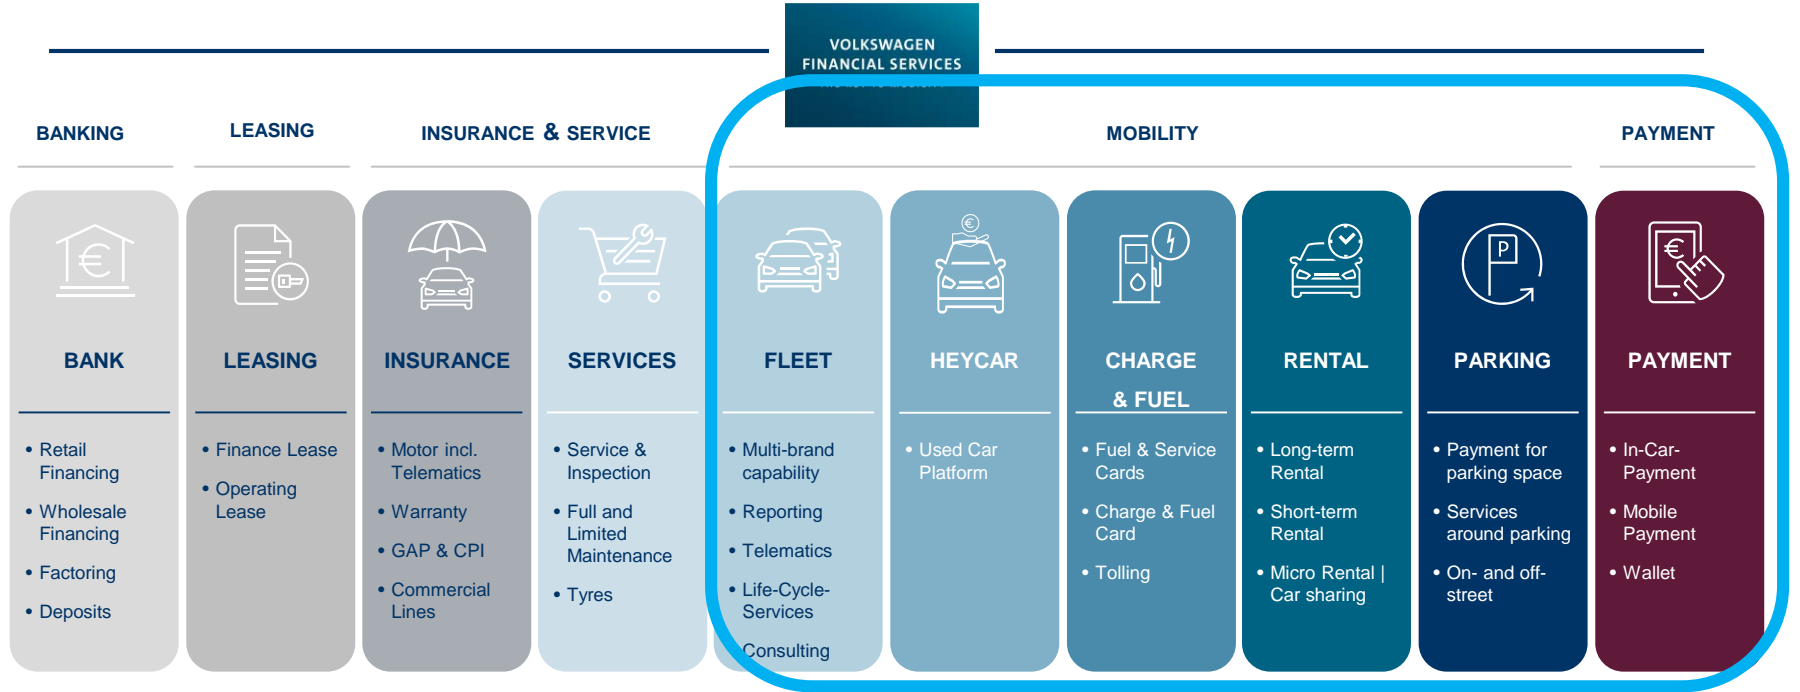 VOLKSWAGEN
FINANCIAL SERVICES
BANKING
LEASING
INSURANCE & SERVICE
MOBILITY
PAYMENT
BANK
• Retail
Financing
• Wholesale
Financing
• Factoring
• Deposits
LEASING
• Finance Lease
• Operating
Lease
INSURANCE
• Motor incl.
Telematics
• Warranty
• GAP & CPI
• Commercial
Lines
SERVICES
• Service &
Inspection
• Full and
Limited
Maintenance
• Tyres
FLEET
• Multi-brand
capability
• Reporting
• Telematics
• Life-Cycle-
Services
Consulting
€
HEYCAR
• Used Car
Platform
CHARGE
& FUEL
• Fuel & Service
Cards
• Charge & Fuel
Card
• Tolling
RENTAL
• Long-term
Rental
• Short-term
Rental
• Micro Rental |
Car sharing
P
PARKING
• Payment for
parking space
• Services
around parking
• On- and off-
street
€
PAYMENT
• In-Car-
Payment
• Mobile
Payment
• Wallet